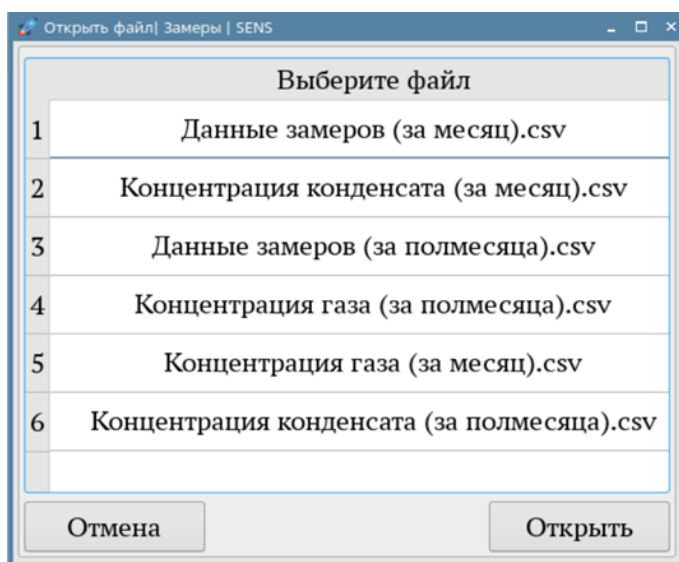 Открыть файл| Замеры | SENS
Выберите файл
1 Данные замеров (за месяц).csv
2 Концентрация конденсата (за месяц).csv
3 Данные замеров (за полмесяца).csv
4 Концентрация газа (за полмесяца).csv
5 Концентрация газа (за месяц).csv
6 Концентрация конденсата (за полмесяца).csv
Отмена Открыть